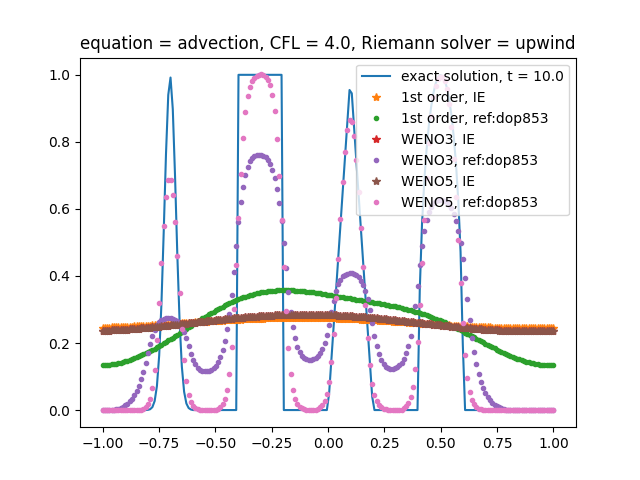 equation = advection, CFL = 4.0, Riemann solver = upwind
1.0
0.8
0.6
0.4
0.2
0.0
exact solution, t = 10.0
1st order, IE
1st order, ref:dop853
WENO3, IE
WENO3, ref:dop853
WENO5, IE
WENO5, ref:dop853
−1.00 −0.75 −0.50 −0.25 0.00 0.25 0.50 0.75 1.00